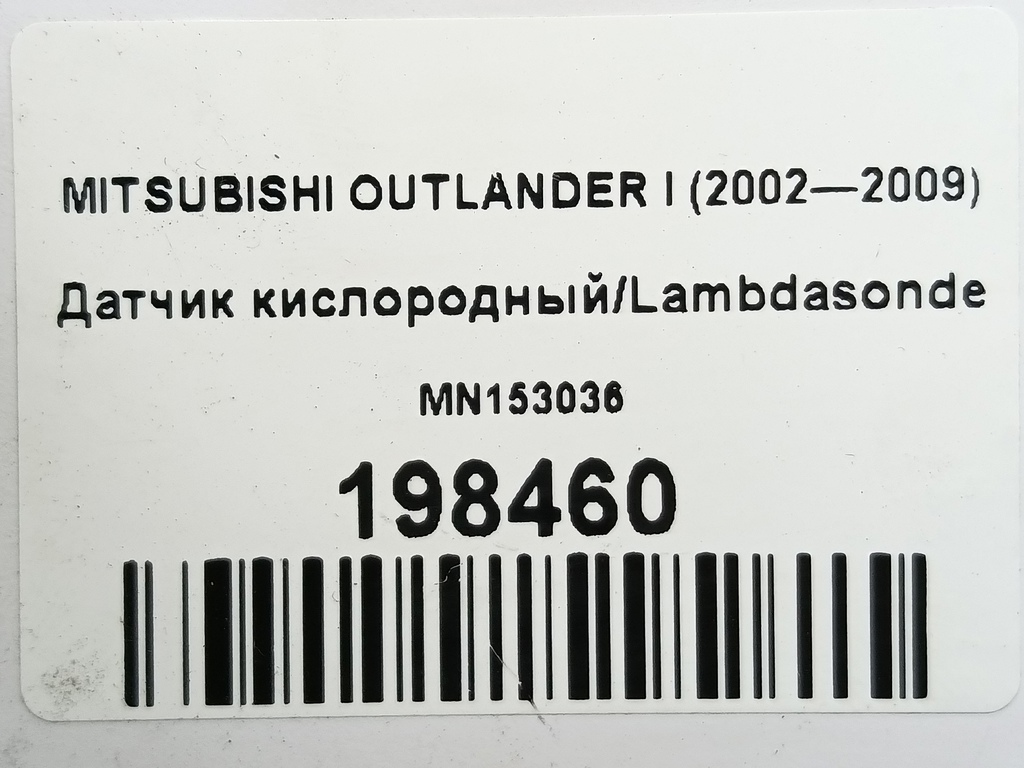 MITSUBISHI OUTLANDER I (2002—2009)
Датчик кислородный/Lambdasonde
MN153036
198460